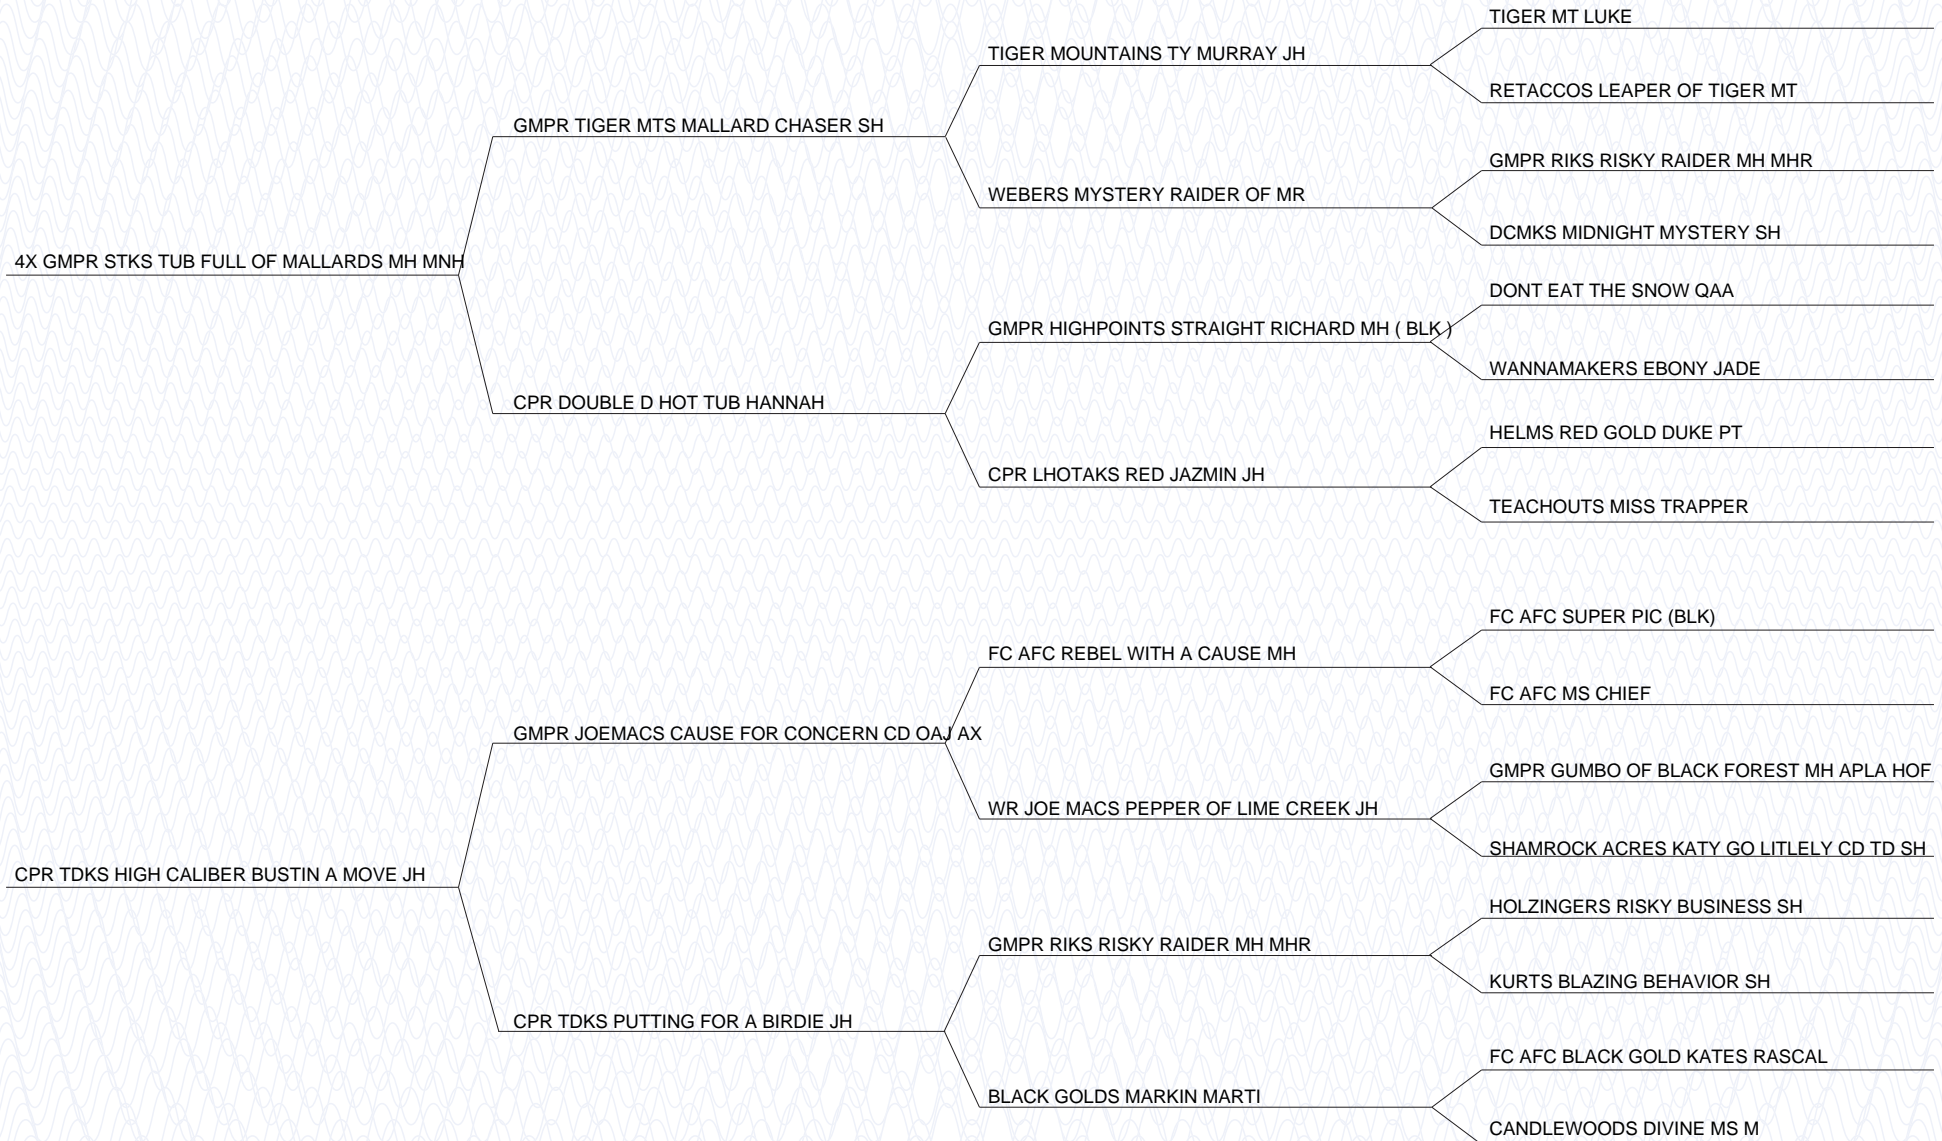 TIGER MT LUKE
TIGER MOUNTAINS TY MURRAY JH
RETACCOS LEAPER OF TIGER MT
GMPR TIGER MTS MALLARD CHASER SH
GMPR RIKS RISKY RAIDER MH MHR
WEBERS MYSTERY RAIDER OF MR
DCMKS MIDNIGHT MYSTERY SH
4X GMPR STKS TUB FULL OF MALLARDS MH MNH
DONT EAT THE SNOW QAA
GMPR HIGHPOINTS STRAIGHT RICHARD MH ( BLK )
WANNAMAKERS EBONY JADE
CPR DOUBLE D HOT TUB HANNAH
HELMS RED GOLD DUKE PT
CPR LHOTAKS RED JAZMIN JH
TEACHOUTS MISS TRAPPER
FC AFC SUPER PIC (BLK)
FC AFC REBEL WITH A CAUSE MH
FC AFC MS CHIEF
GMPR JOEMACS CAUSE FOR CONCERN CD OAJ AX
GMPR GUMBO OF BLACK FOREST MH APLA HOF
WR JOE MACS PEPPER OF LIME CREEK JH
SHAMROCK ACRES KATY GO LITLELY CD TD SH
CPR TDKS HIGH CALIBER BUSTIN A MOVE JH
HOLZINGERS RISKY BUSINESS SH
GMPR RIKS RISKY RAIDER MH MHR
KURTS BLAZING BEHAVIOR SH
CPR TDKS PUTTING FOR A BIRDIE JH
FC AFC BLACK GOLD KATES RASCAL
BLACK GOLDS MARKIN MARTI
CANDLEWOODS DIVINE MS M